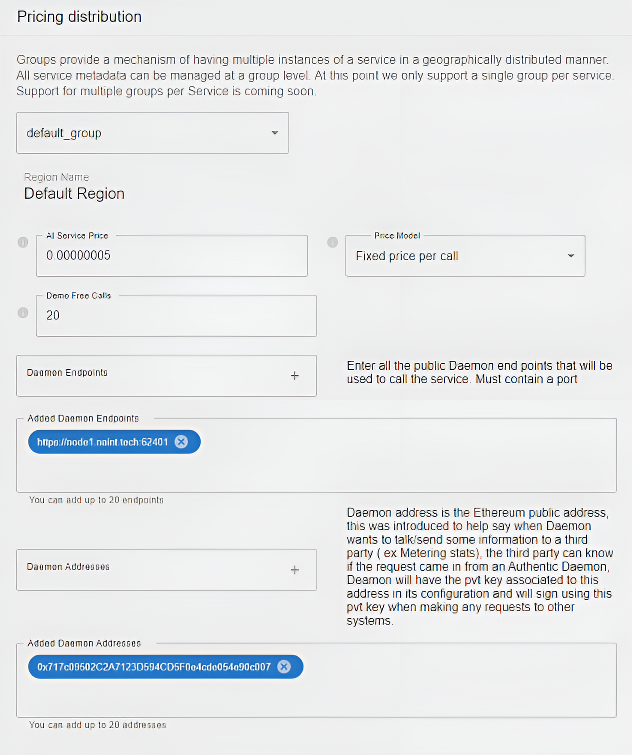 Pricing distribution
Groups provide a mechanism of having multiple instances of a service in a geographically distributed manner.
All service metadata can be managed at a group level. At this point we only support a single group per service.
Support for multiple groups per Service is coming soon.
default_group
Region Name
Default Region
AI Service Price
0.00000005
Price Model
Fixed price per call
Demo Free Calls
20
Daemon Endpoints
+
Enter all the public Daemon end points that will be
used to call the service. Must contain a port
Added Daemon Endpoints
https://node1.naint.tech:62401
You can add up to 20 endpoints
Daemon address is the Ethereum public address,
this was introduced to help say when Daemon
wants to talk/send some information to a third
party ( ex Metering stats), the third party can know
if the request came in from an Authentic Daemon,
Deamon will have the pvt key associated to this
address in its configuration and will sign using this
pvt key when making any requests to other
systems.
Daemon Addresses
+
Added Daemon Addresses
0x717c09502C2A7123D594CD5F0e4cde054e90c007
You can add up to 20 addresses